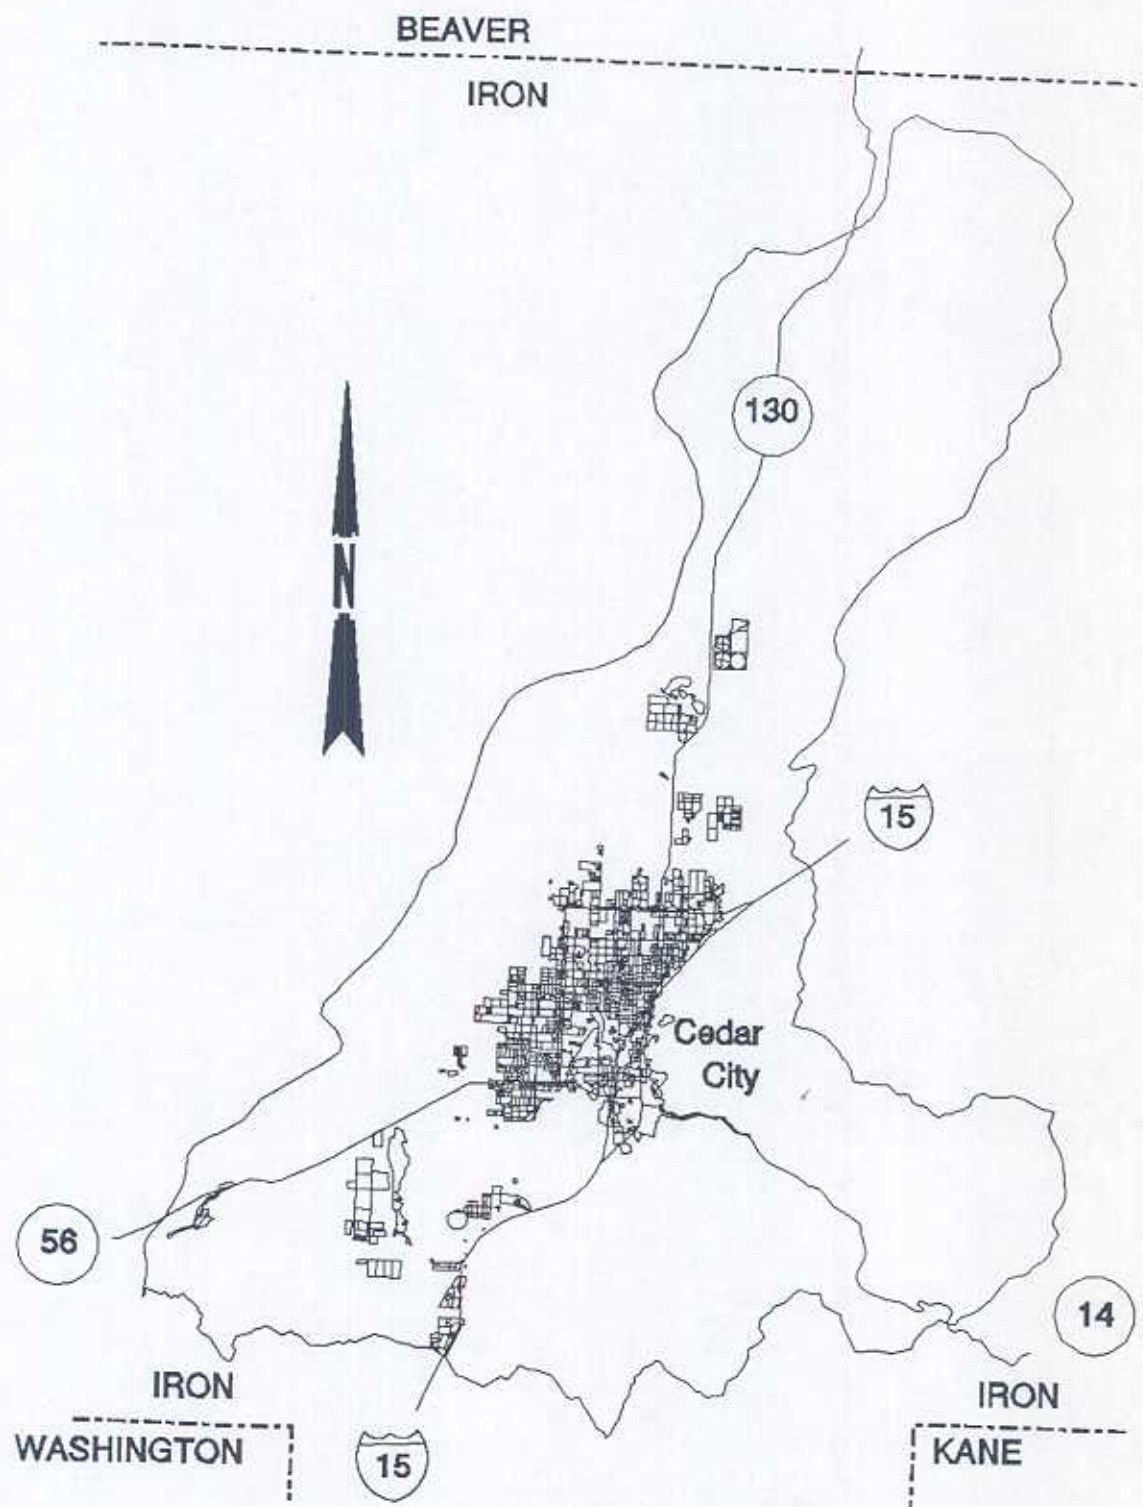 BEAVER
IRON
130
N
15
Cedar
City
56
14
IRON
IRON
WASHINGTON
15
KANE